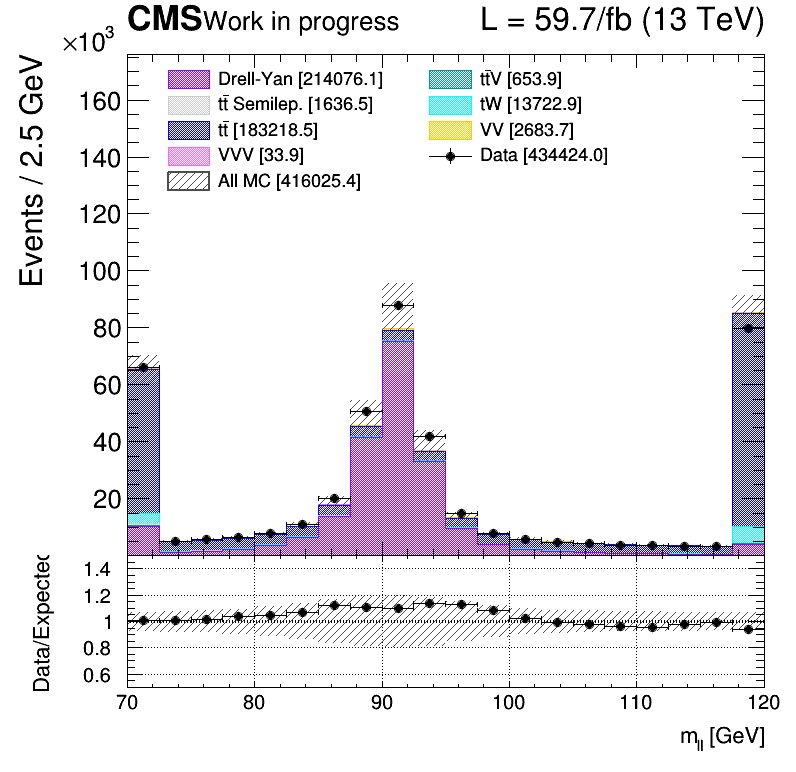 CMS Work in progress L = 59.7/fb (13 TeV)
×10³
Events / 2.5 GeV
Drell-Yan [214076.1]
tt̄ Semilep. [1636.5]
tt̄ [183218.5]
VVV [33.9]
All MC [416025.4]
tt̄V [653.9]
tW [13722.9]
VV [2683.7]
Data [434424.0]
160
140
120
100
80
60
40
20
Data/Expected
1.4
1.2
1
0.8
0.6
70 80 90 100 110 120
m_ll [GeV]